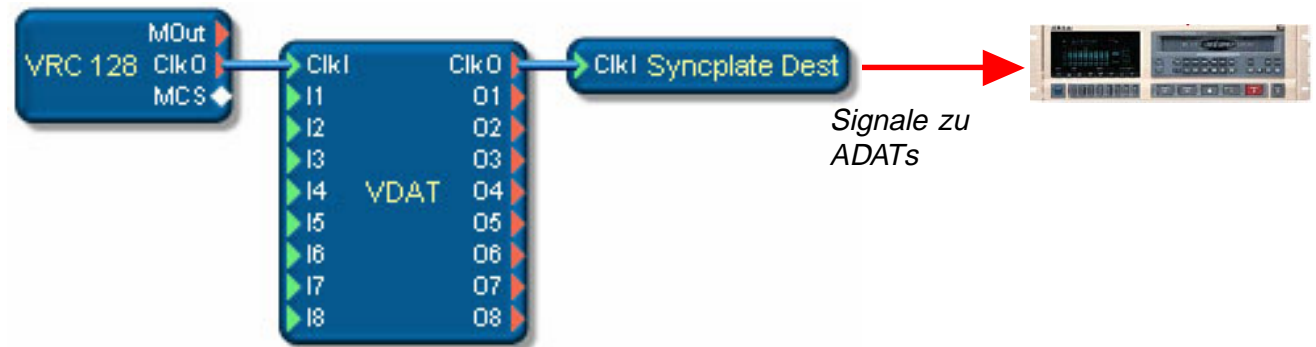 MOut
VRC 128 ClkO
MCS
ClkI ClkO
I1 O1
I2 O2
I3 O3
I4 VDAT O4
I5 O5
I6 O6
I7 O7
I8 O8
ClkI Syncplate Dest
Signale zu
ADATs